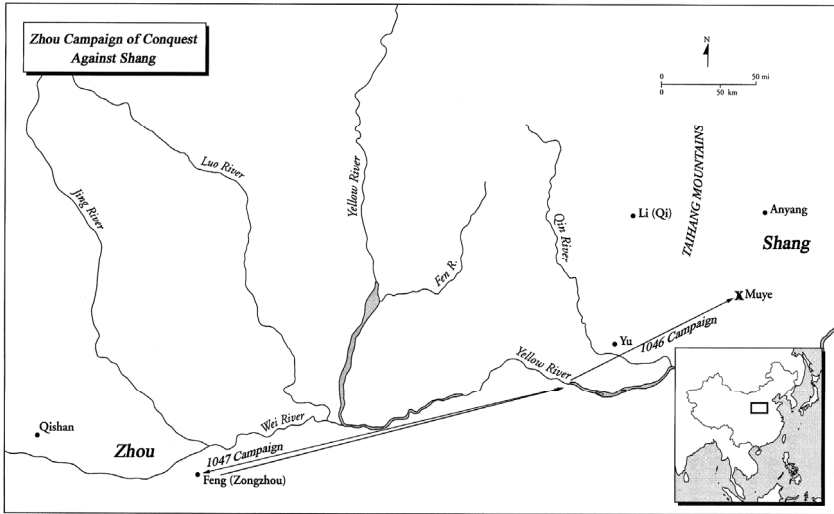 Zhou Campaign of Conquest
Against Shang
N
0 50 mi
0 50 km
Luo River
Jing River
Yellow River
Fen R.
Qin River
Li (Qi)
TAIHANG MOUNTAINS
Anyang
Shang
Muye
Yu
1046 Campaign
Yellow River
Wei River
1047 Campaign
Qishan
Zhou
Feng (Zongzhou)